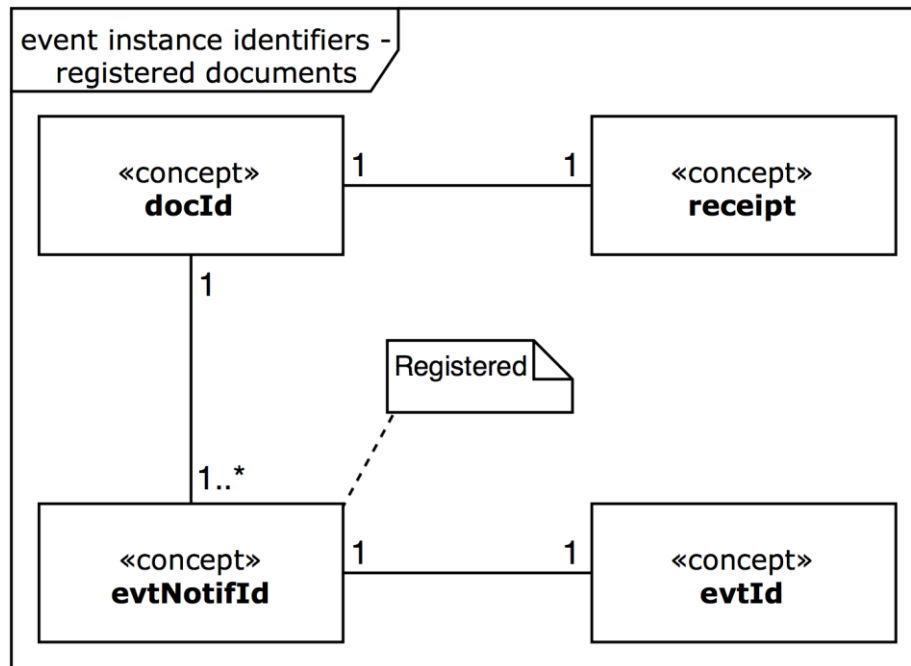 event instance identifiers -
registered documents
«concept»
docId
1
1
«concept»
receipt
1
Registered
1..*
«concept»
evtNotifId
1
1
«concept»
evtId